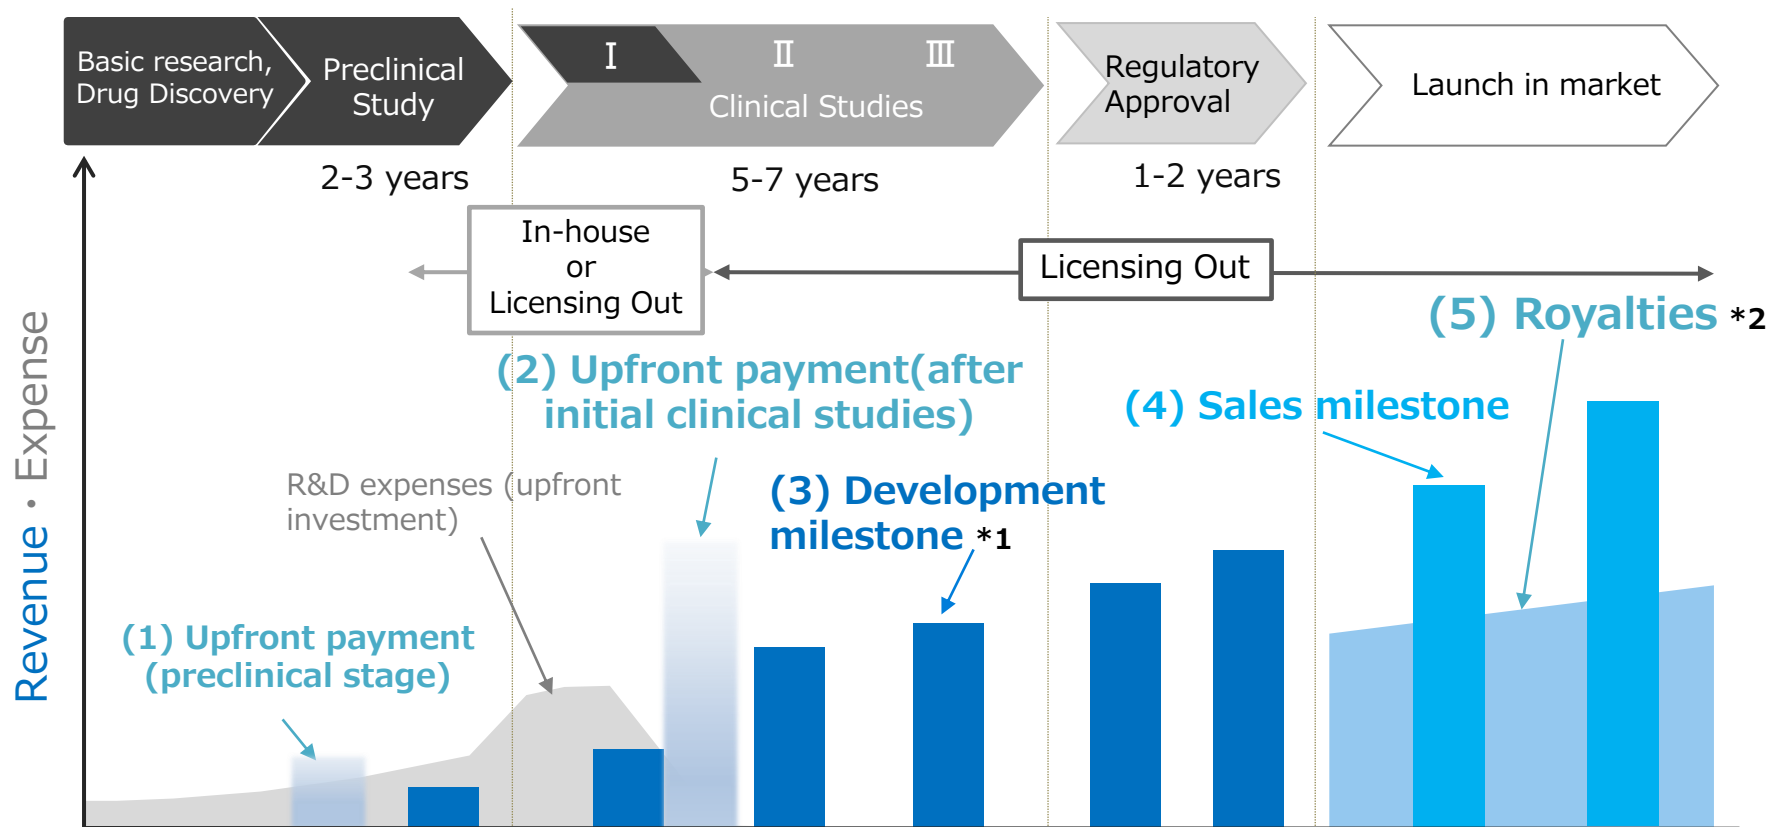 Basic research,
Drug Discovery
Preclinical
Study
Ⅰ
Ⅱ
Ⅲ
Clinical Studies
Regulatory
Approval
Launch in market
2-3 years
5-7 years
1-2 years
In-house
or
Licensing Out
Licensing Out
(5) Royalties *2
(2) Upfront payment(after
initial clinical studies)
(4) Sales milestone
R&D expenses (upfront
investment)
(3) Development
milestone *1
(1) Upfront payment
(preclinical stage)
Revenue・Expense